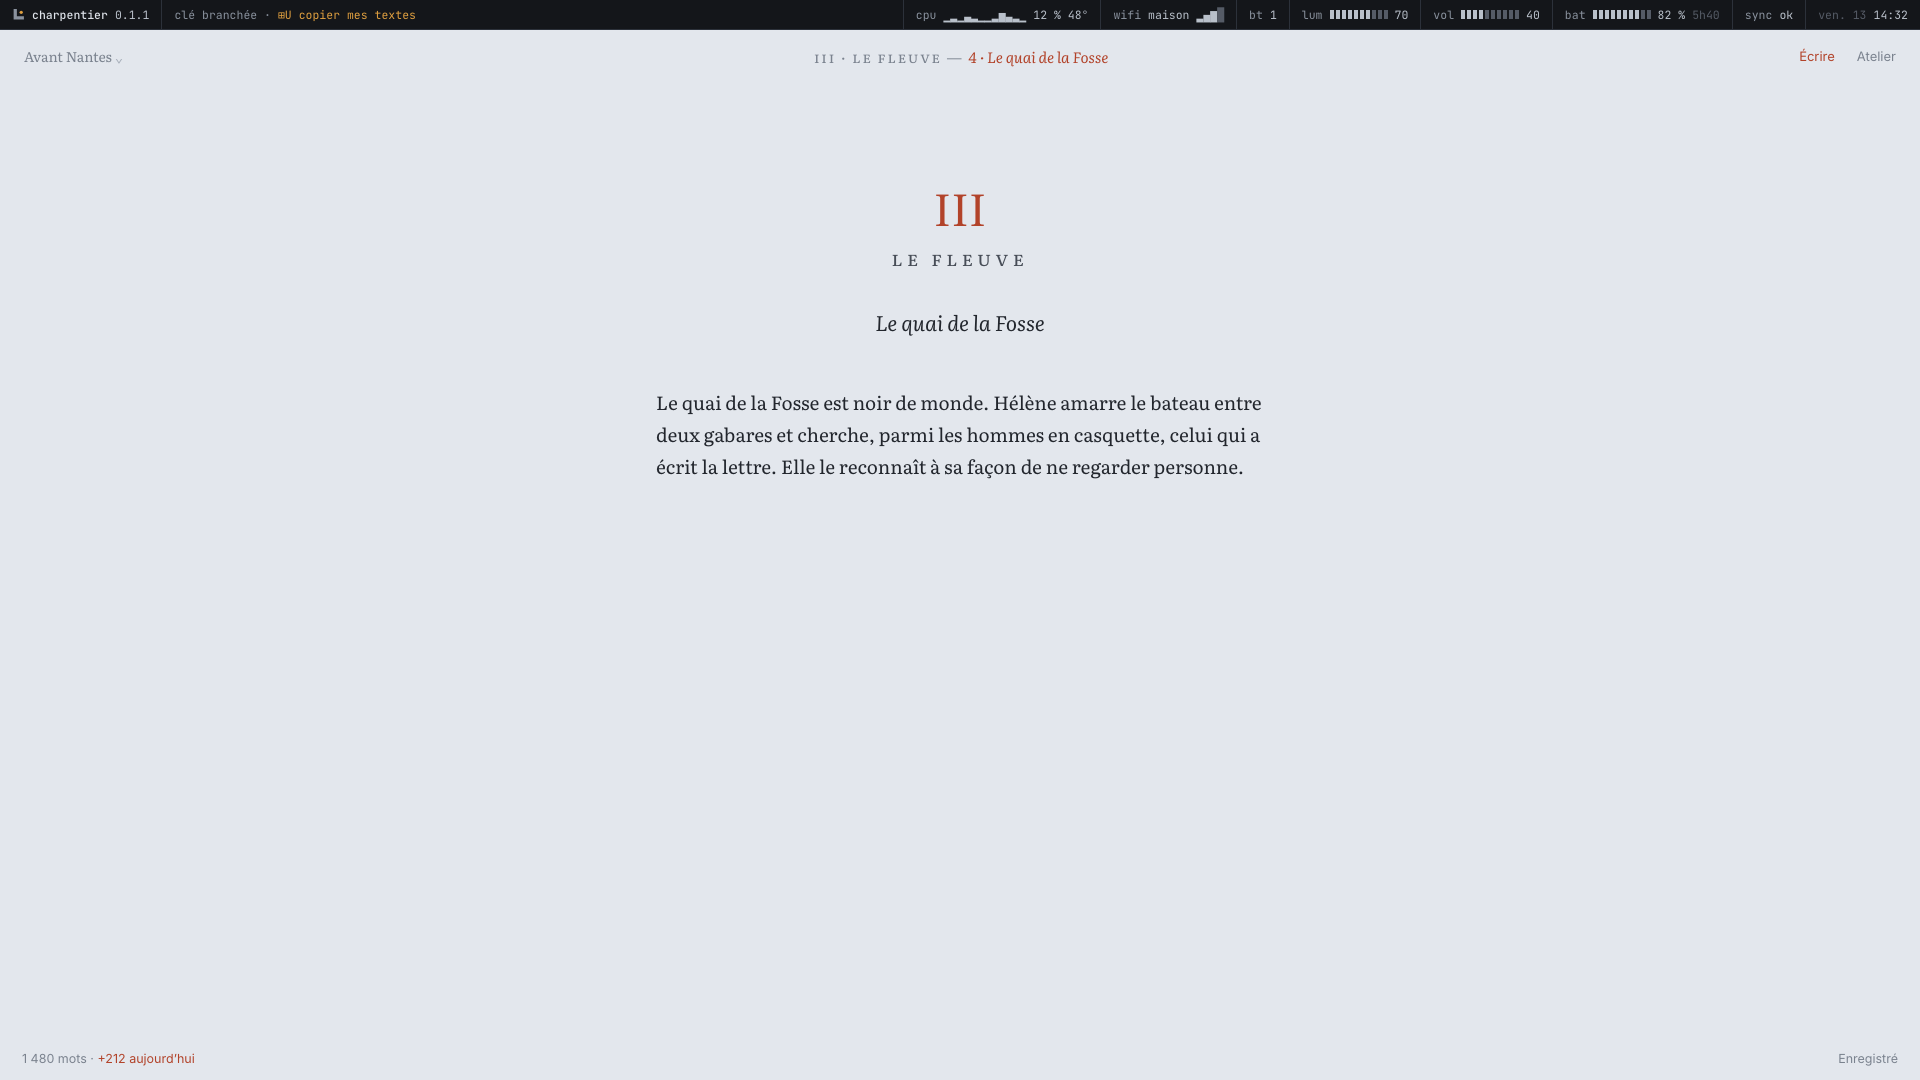 charpentier 0.1.1 clé branchée · ⊞U copier mes textes cpu 12 % 48° wifi maison bt 1 lum 70 vol 40 bat 82 % 5h40 sync ok ven. 13 14:32
Avant Nantes III · LE FLEUVE — 4 · Le quai de la Fosse Écrire Atelier
III
LE FLEUVE
Le quai de la Fosse
Le quai de la Fosse est noir de monde. Hélène amarre le bateau entre
deux gabares et cherche, parmi les hommes en casquette, celui qui a
écrit la lettre. Elle le reconnaît à sa façon de ne regarder personne.
1 480 mots · +212 aujourd’hui Enregistré